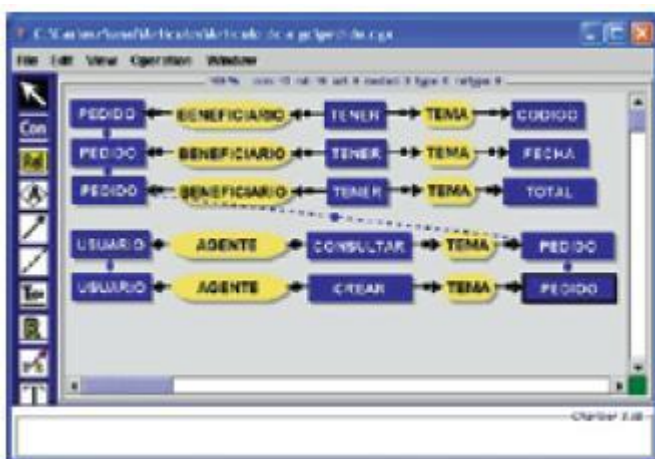 File Edit View Operation Window
PEDIDO BENEFICIARIO TENER TEMA CODIGO
PEDIDO BENEFICIARIO TENER TEMA FECHA
PEDIDO BENEFICIARIO TENER TEMA TOTAL
USUARIO AGENTE CONSULTAR TEMA PEDIDO
USUARIO AGENTE CREAR TEMA PEDIDO
Con
Rel
T